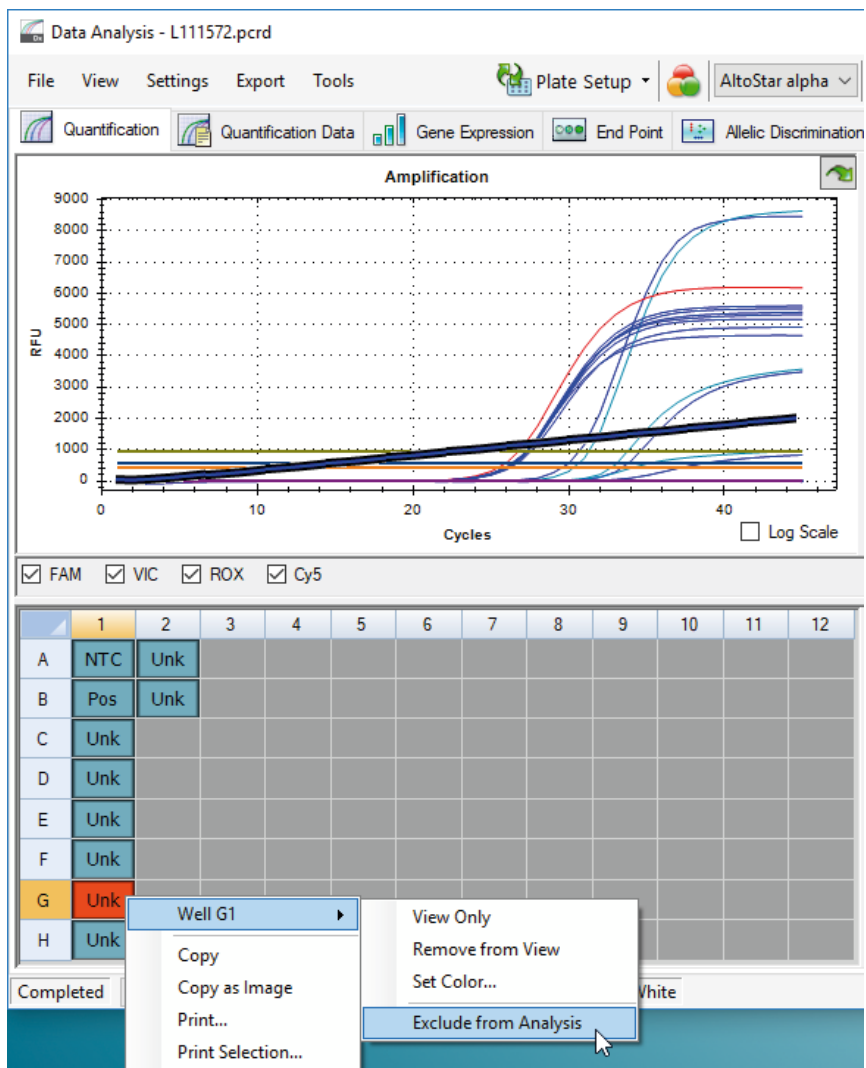 Data Analysis - L111572.pcrd
File View Settings Export Tools Plate Setup AltoStar alpha
Quantification Quantification Data Gene Expression End Point Allelic Discrimination
Amplification
9000
8000
7000
6000
5000
4000
3000
2000
1000
0
RFU
0 10 20 30 40
Cycles
Log Scale
FAM VIC ROX Cy5
1 2 3 4 5 6 7 8 9 10 11 12
A NTC Unk
B Pos Unk
C Unk
D Unk
E Unk
F Unk
G Unk
H Unk
Well G1
Copy
Copy as Image
Print...
Print Selection...
View Only
Remove from View
Set Color...
Exclude from Analysis
Completed